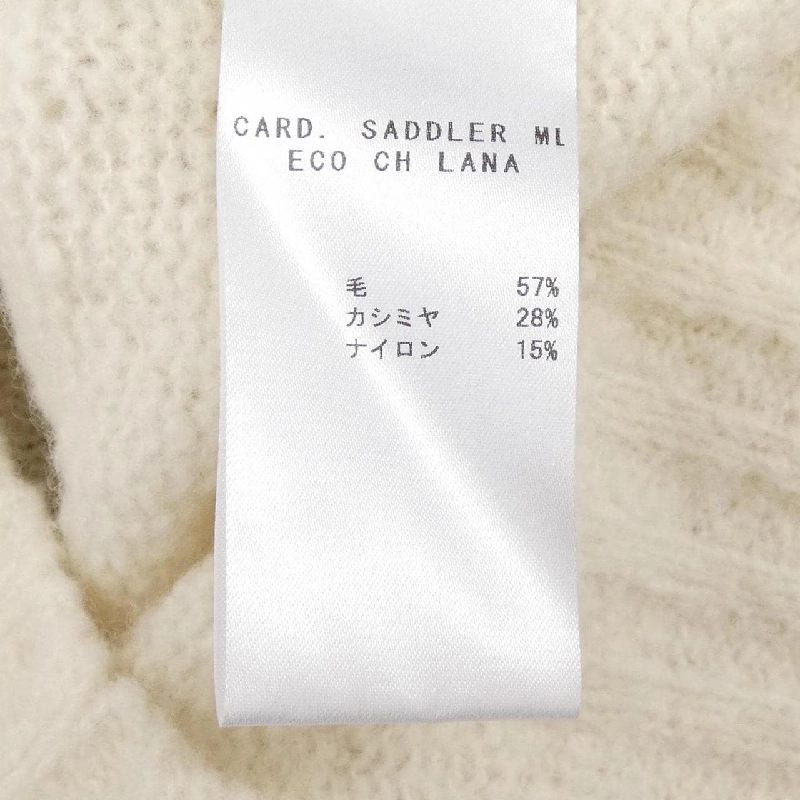 CARD. SADDLER ML
ECO CH LANA
毛 57%
カシミヤ 28%
ナイロン 15%